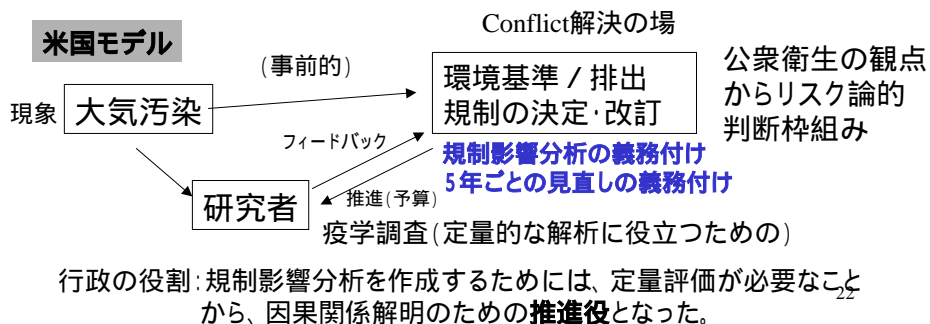 Conflict解決の場
米国モデル
(事前的)
現象
大気汚染
環境基準/排出
規制の決定・改訂
公衆衛生の観点
からリスク論的
判断枠組み
フィードバック
規制影響分析の義務付け
5年ごとの見直しの義務付け
研究者
推進(予算)
疫学調査(定量的な解析に役立つための)
行政の役割:規制影響分析を作成するためには、定量評価が必要なこと
から、因果関係解明のための推進役となった。
22